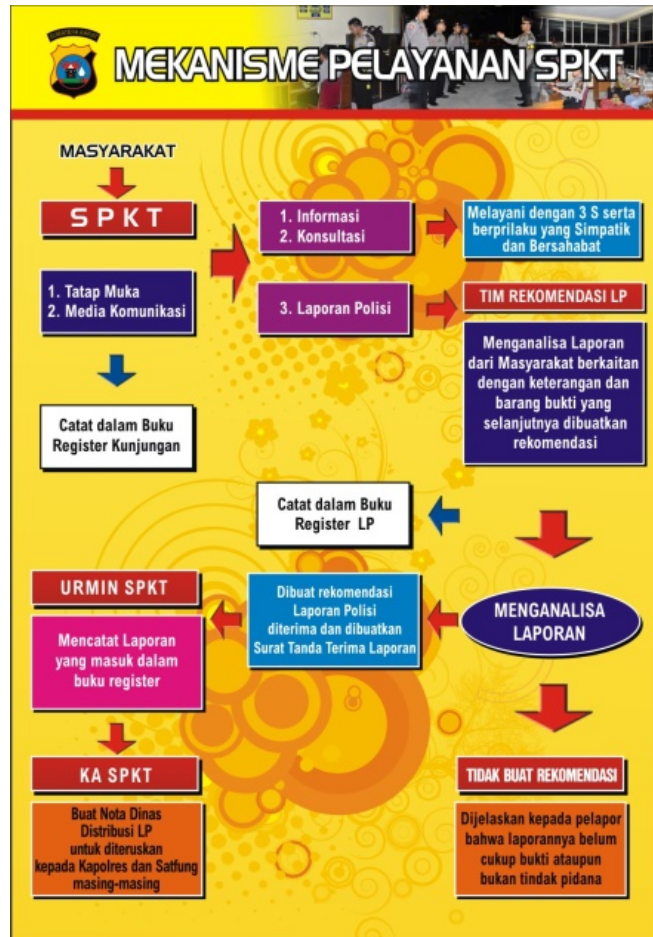 MEKANISME PELAYANAN SPKT
MASYARAKAT
SPKT
1. Tatap Muka
2. Media Komunikasi
Catat dalam Buku
Register Kunjungan
1. Informasi
2. Konsultasi
Melayani dengan 3 S serta
berprilaku yang Simpatik
dan Bersahabat
3. Laporan Polisi
TIM REKOMENDASI LP
Menganalisa Laporan
dari Masyarakat berkaitan
dengan keterangan dan
barang bukti yang
selanjutnya dibuatkan
rekomendasi
Catat dalam Buku
Register LP
MENGANALISA
LAPORAN
Dibuat rekomendasi
Laporan Polisi
diterima dan dibuatkan
Surat Tanda Terima Laporan
URMIN SPKT
Mencatat Laporan
yang masuk dalam
buku register
KA SPKT
Buat Nota Dinas
Distribusi LP
untuk diteruskan
kepada Kapolres dan Satfung
masing-masing
TIDAK BUAT REKOMENDASI
Dijelaskan kepada pelapor
bahwa laporannya belum
cukup bukti ataupun
bukan tindak pidana